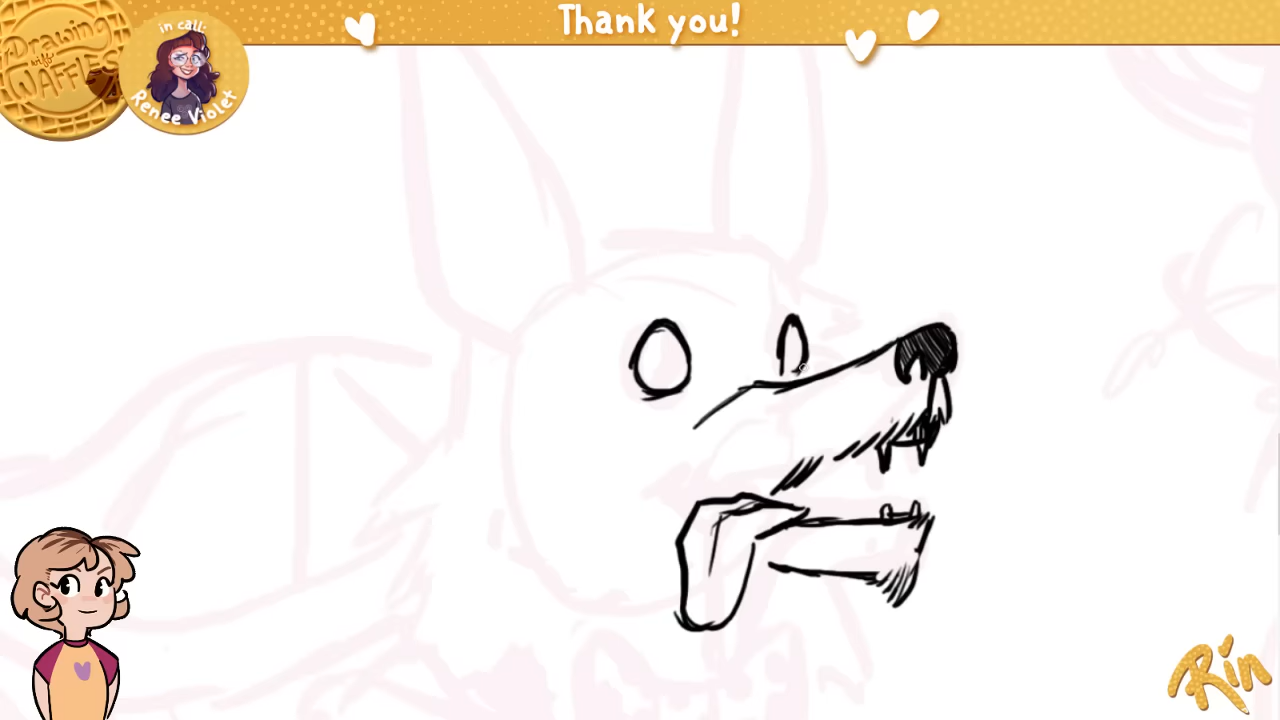 Thank you!
Drawing
with
WAFFLES
in call:
Renee Violet
Rin